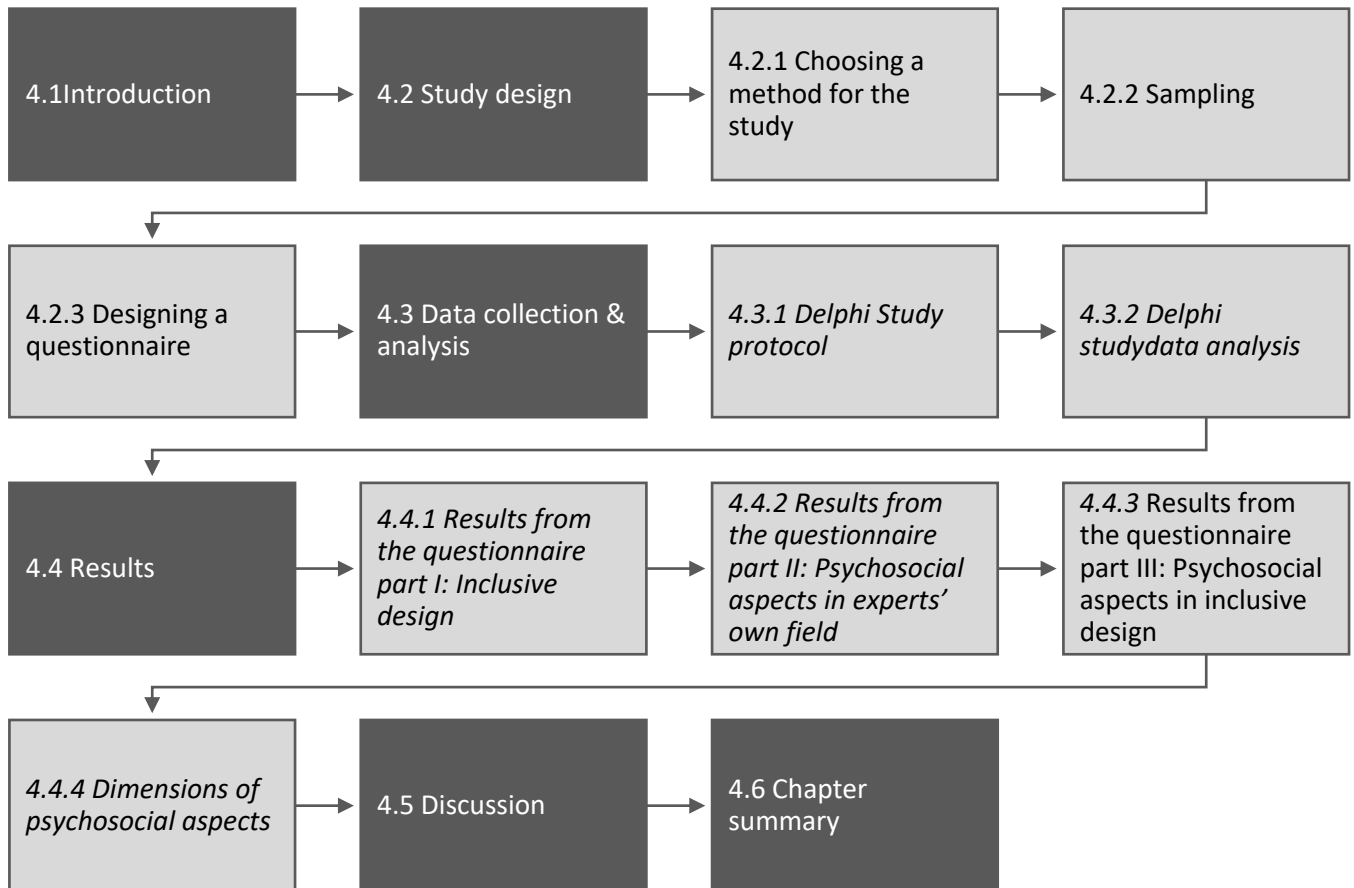 4.1Introduction
4.2 Study design
4.2.1 Choosing a
method for the
study
4.2.2 Sampling
4.2.3 Designing a
questionnaire
4.3 Data collection &
analysis
4.3.1 Delphi Study
protocol
4.3.2 Delphi
studydata analysis
4.4 Results
4.4.1 Results from
the questionnaire
part I: Inclusive
design
4.4.2 Results from
the questionnaire
part II: Psychosocial
aspects in experts’
own field
4.4.3 Results from
the questionnaire
part III: Psychosocial
aspects in inclusive
design
4.4.4 Dimensions of
psychosocial aspects
4.5 Discussion
4.6 Chapter
summary